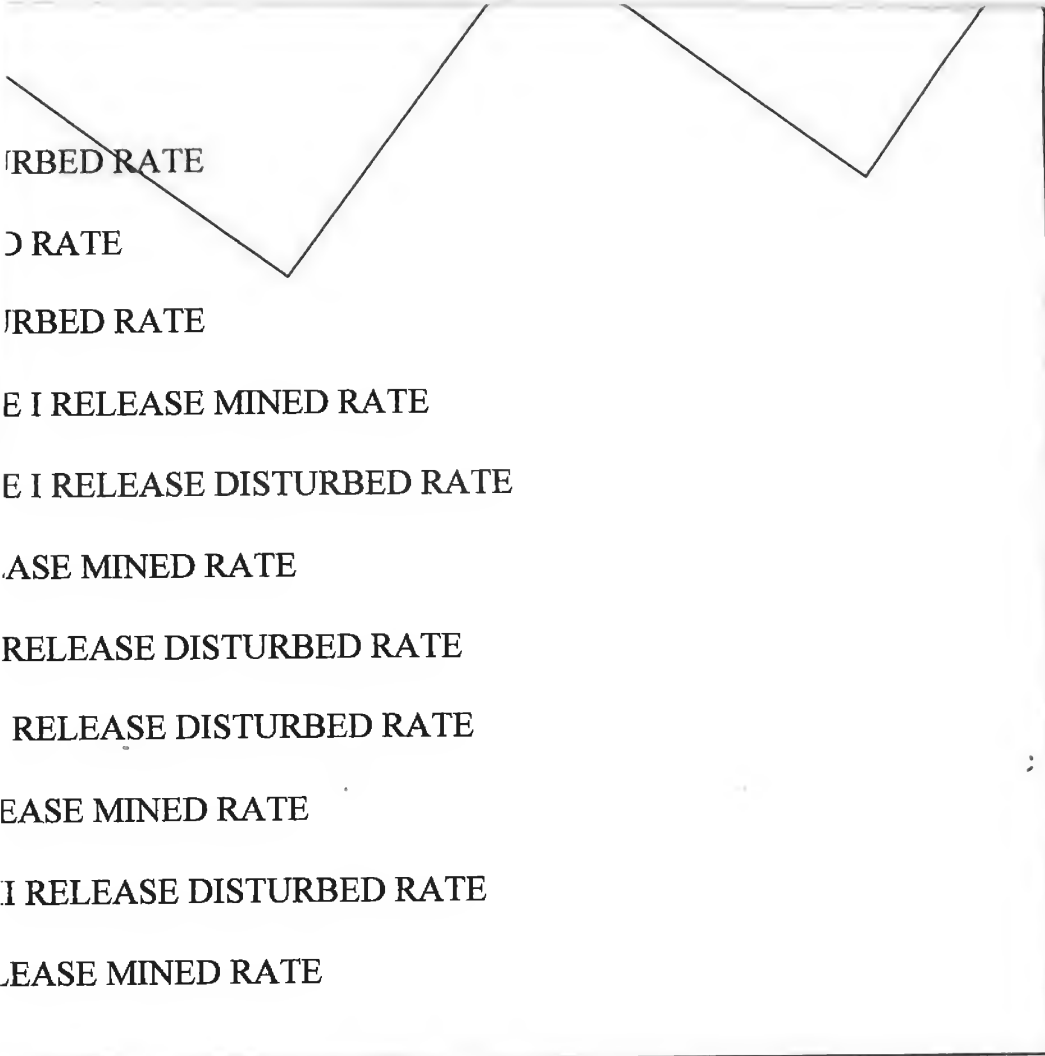 RBED RATE
RATE
RBED RATE
E I RELEASE MINED RATE
E I RELEASE DISTURBED RATE
ASE MINED RATE
RELEASE DISTURBED RATE
RELEASE DISTURBED RATE
EASE MINED RATE
I RELEASE DISTURBED RATE
EASE MINED RATE